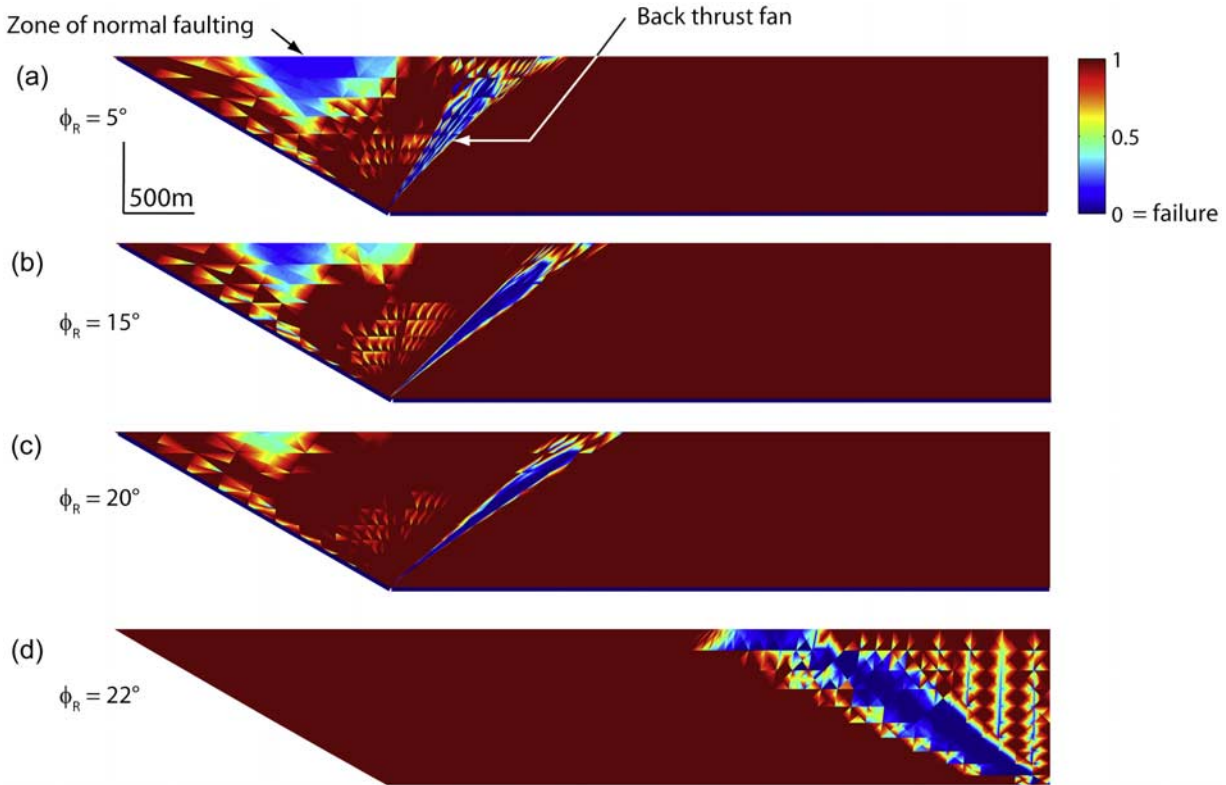 Zone of normal faulting
Back thrust fan
(a)
ϕR = 5°
500m
1
0.5
0 = failure
(b)
ϕR = 15°
(c)
ϕR = 20°
(d)
ϕR = 22°